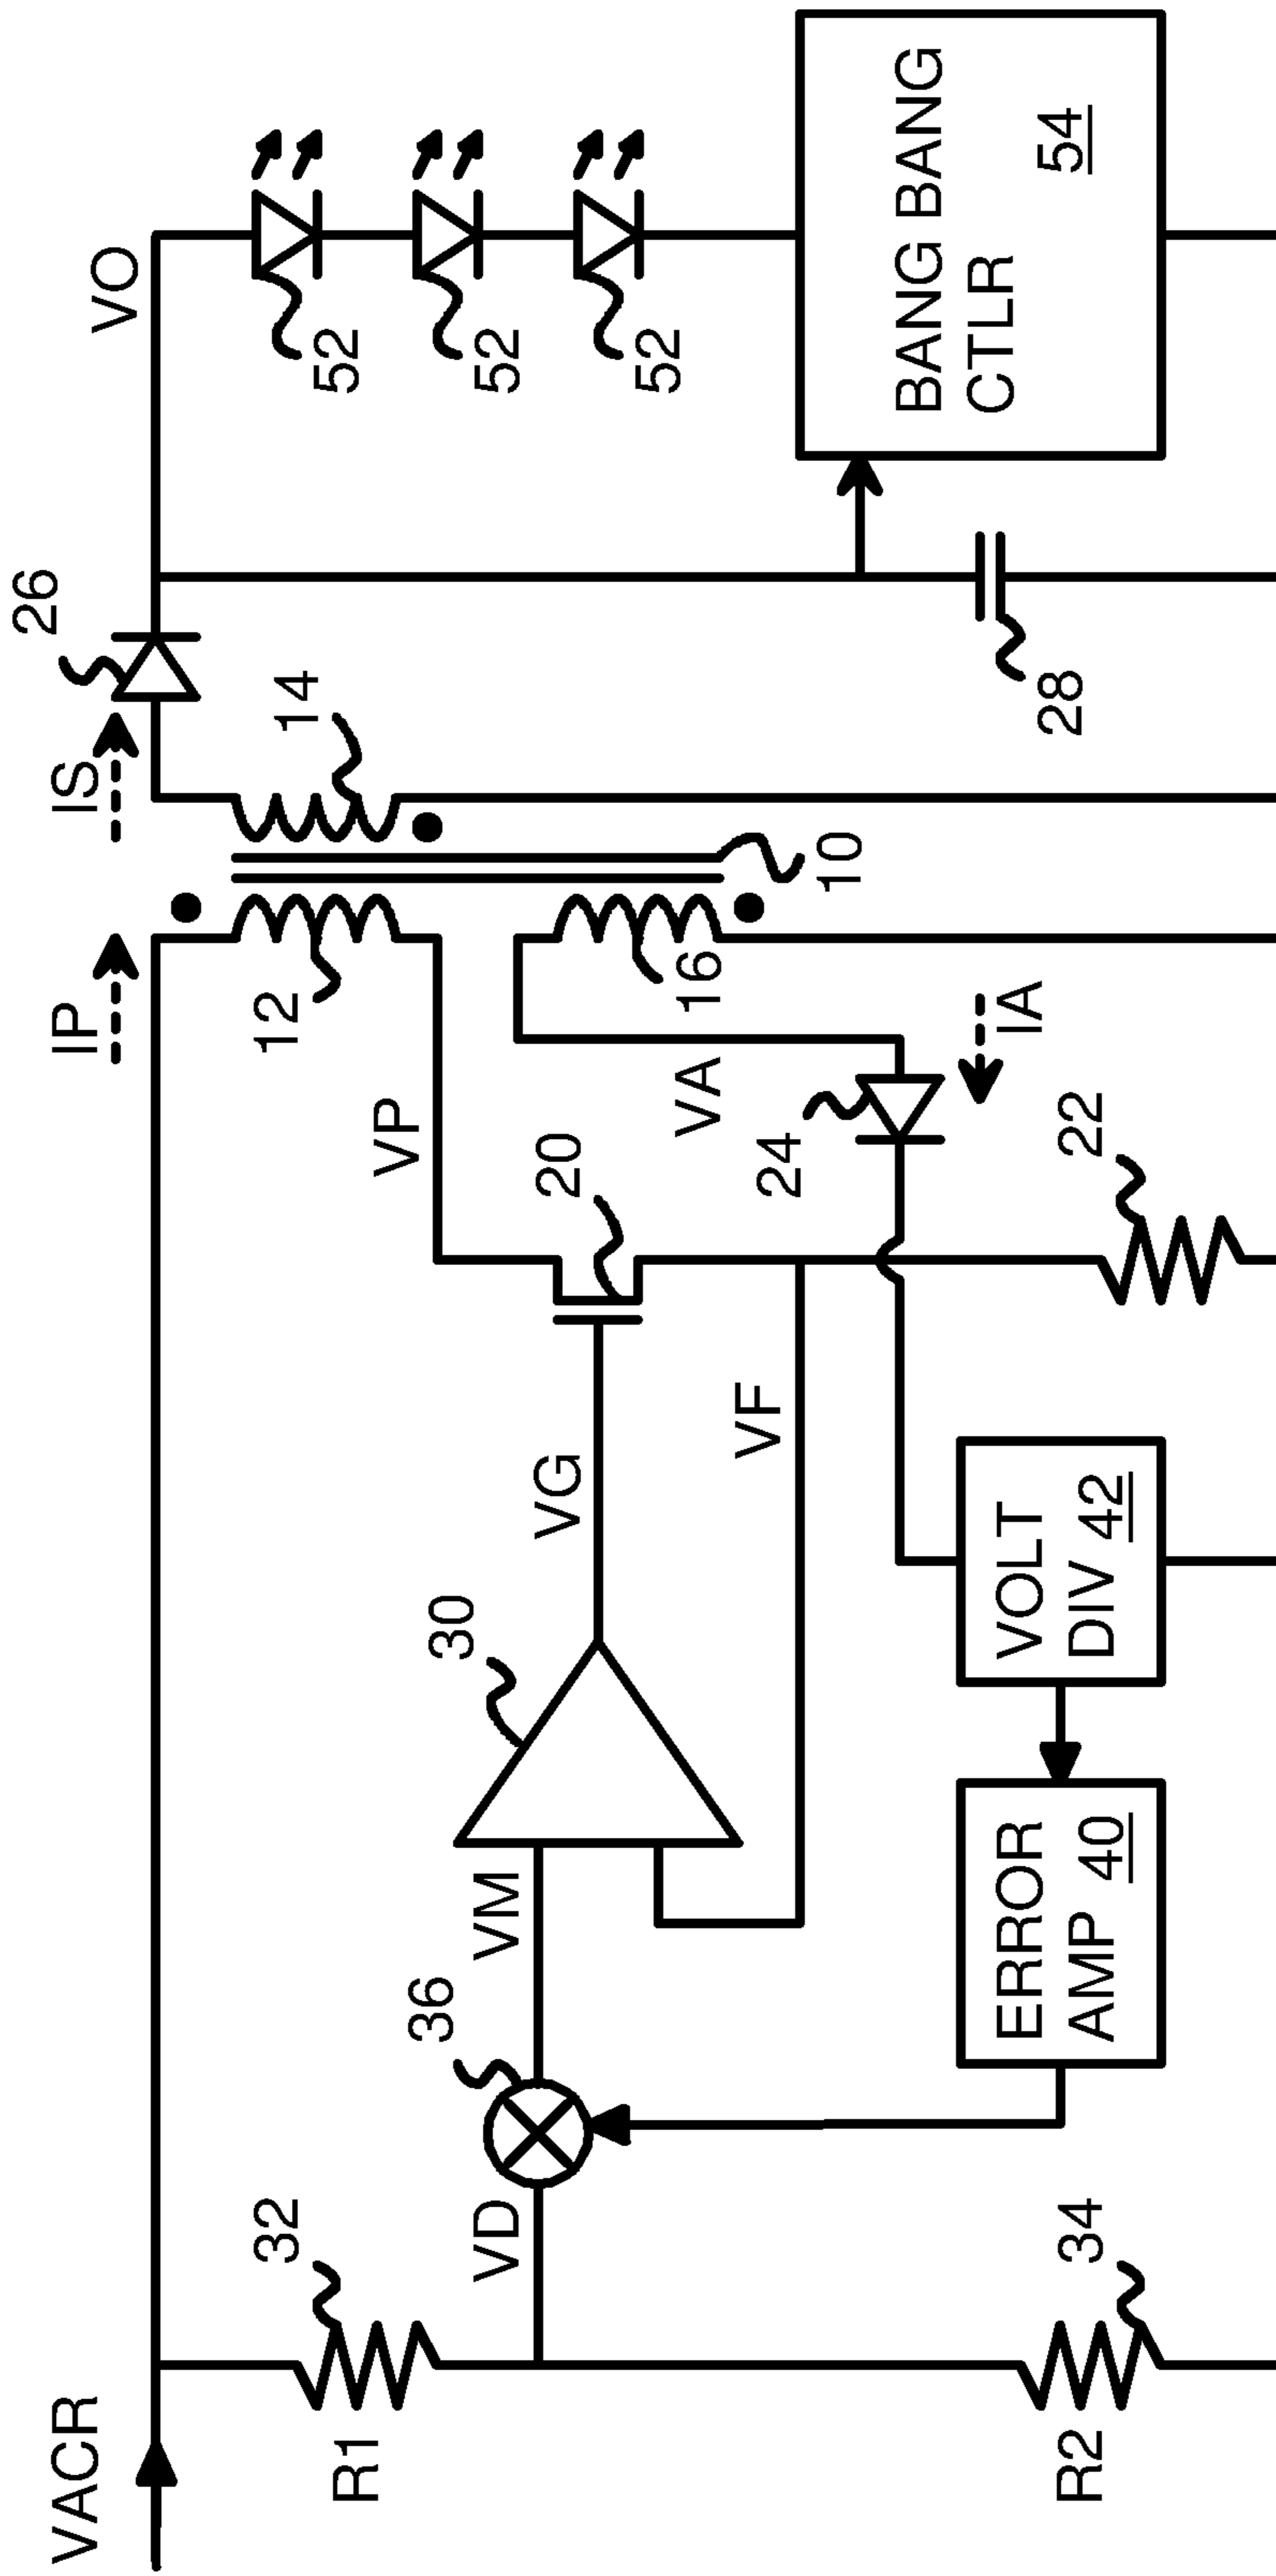 VACR
IP
IS
26
VO
R1
32
12
14
VP
52
52
52
VD
36
VM
30
VG
20
VF
VA
16
10
24
IA
ERROR
AMP 40
VOLT
DIV 42
R2
34
22
28
BANG BANG
CTLR
54